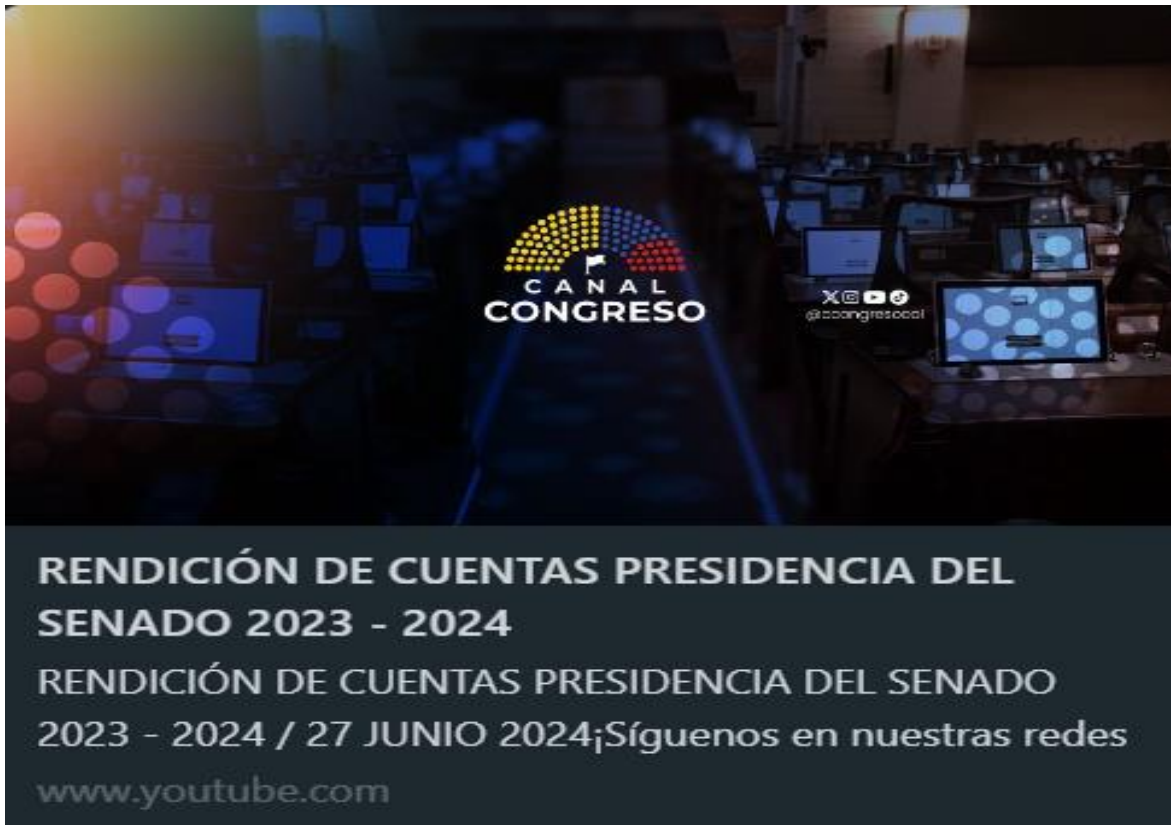 CANAL
CONGRESO
@ccongresocol
RENDICIÓN DE CUENTAS PRESIDENCIA DEL
SENADO 2023 - 2024
RENDICIÓN DE CUENTAS PRESIDENCIA DEL SENADO
2023 - 2024 / 27 JUNIO 2024¡Síguenos en nuestras redes
www.youtube.com